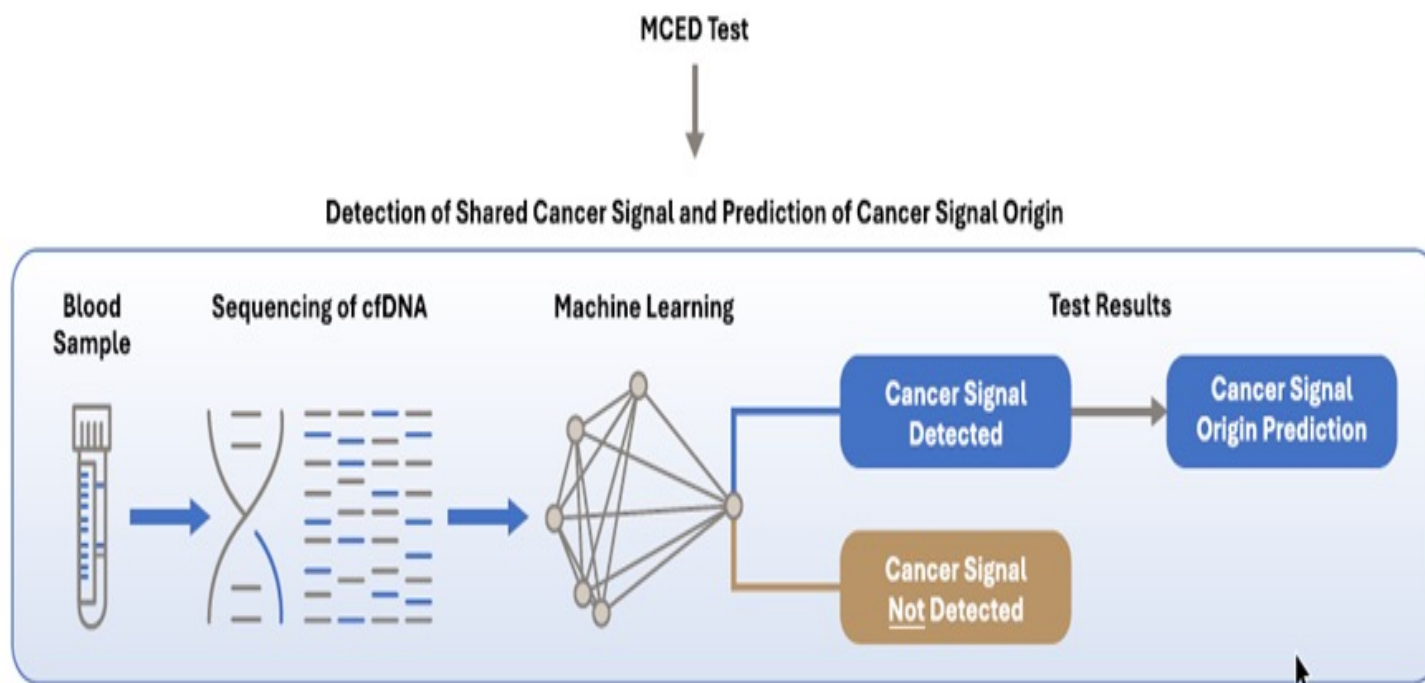 MCED Test
Detection of Shared Cancer Signal and Prediction of Cancer Signal Origin
Blood
Sample
Sequencing of cfDNA
Machine Learning
Test Results
Cancer Signal
Detected
Cancer Signal
Origin Prediction
Cancer Signal
Not Detected